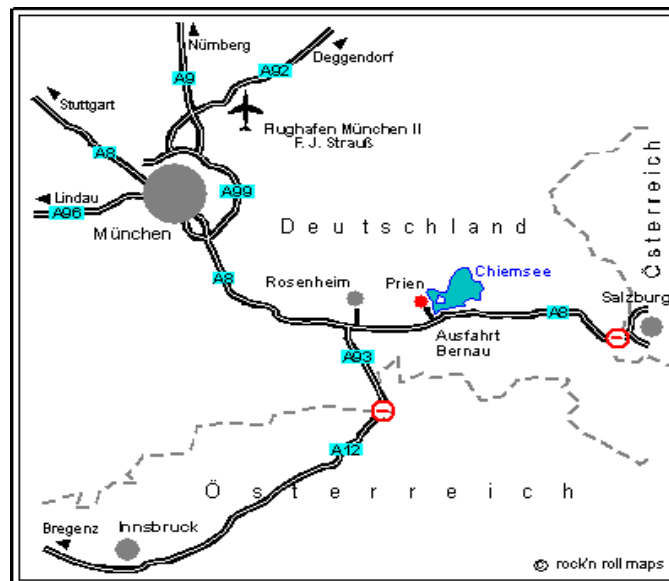 Nürnberg
Deggendorf
A9
A92
Stuttgart
Flughafen München II
F. J. Strauß
A8
A99
Lindau
A96
München
Deutschland
Österreich
A8
Rosenheim
Prien
Chiemsee
Salzburg
A8
Ausfahrt
Bernau
A93
A12
Österreich
Bregenz
Innsbruck
© rock'n roll maps